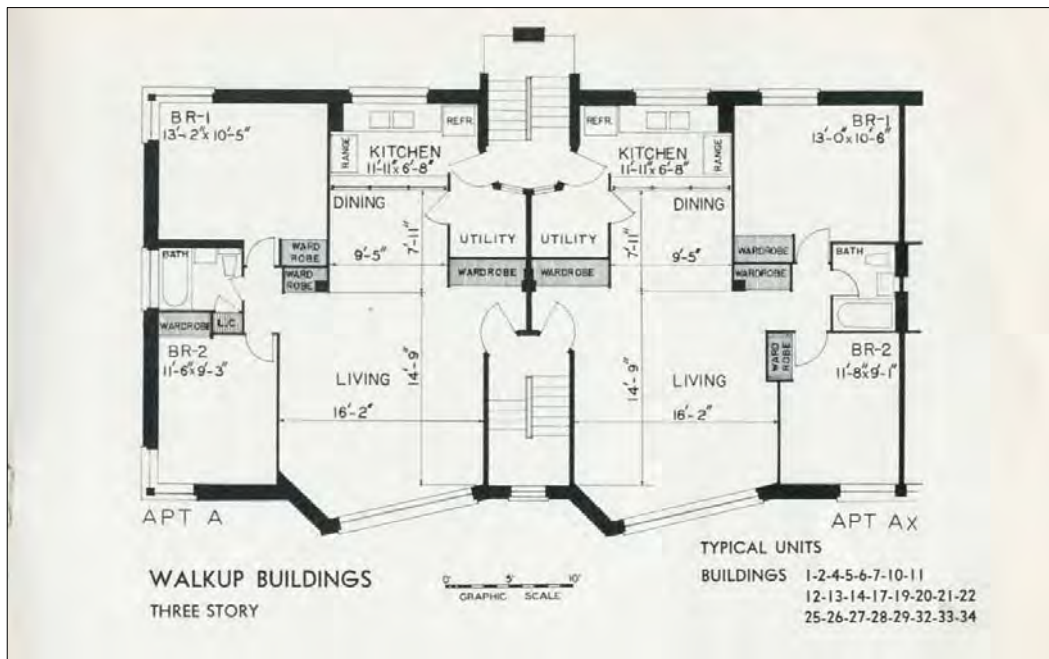 BR-1
13'-2" x 10'-5"
KITCHEN
11'-11" x 6'-8"
RANGE
REFR.
REFR.
KITCHEN
11'-11" x 6'-8"
RANGE
BR-1
13'-0" x 10'-6"
DINING
9'-5"
7'-11"
UTILITY
UTILITY
DINING
9'-5"
7'-11"
BATH
WARD
ROBE
WARD
ROBE
WARDROBE
WARDROBE
WARDROBE
WARDROBE
BATH
WARDROBE
L.C
BR-2
11'-6" x 9'-3"
LIVING
16'-2"
14'-9"
LIVING
16'-2"
14'-9"
WARD
ROBE
BR-2
11'-8" x 9'-1"
APT A
APT Ax
WALKUP BUILDINGS
THREE STORY
0' 5' 10'
GRAPHIC SCALE
TYPICAL UNITS
BUILDINGS 1-2-4-5-6-7-10-11
12-13-14-17-19-20-21-22
25-26-27-28-29-32-33-34